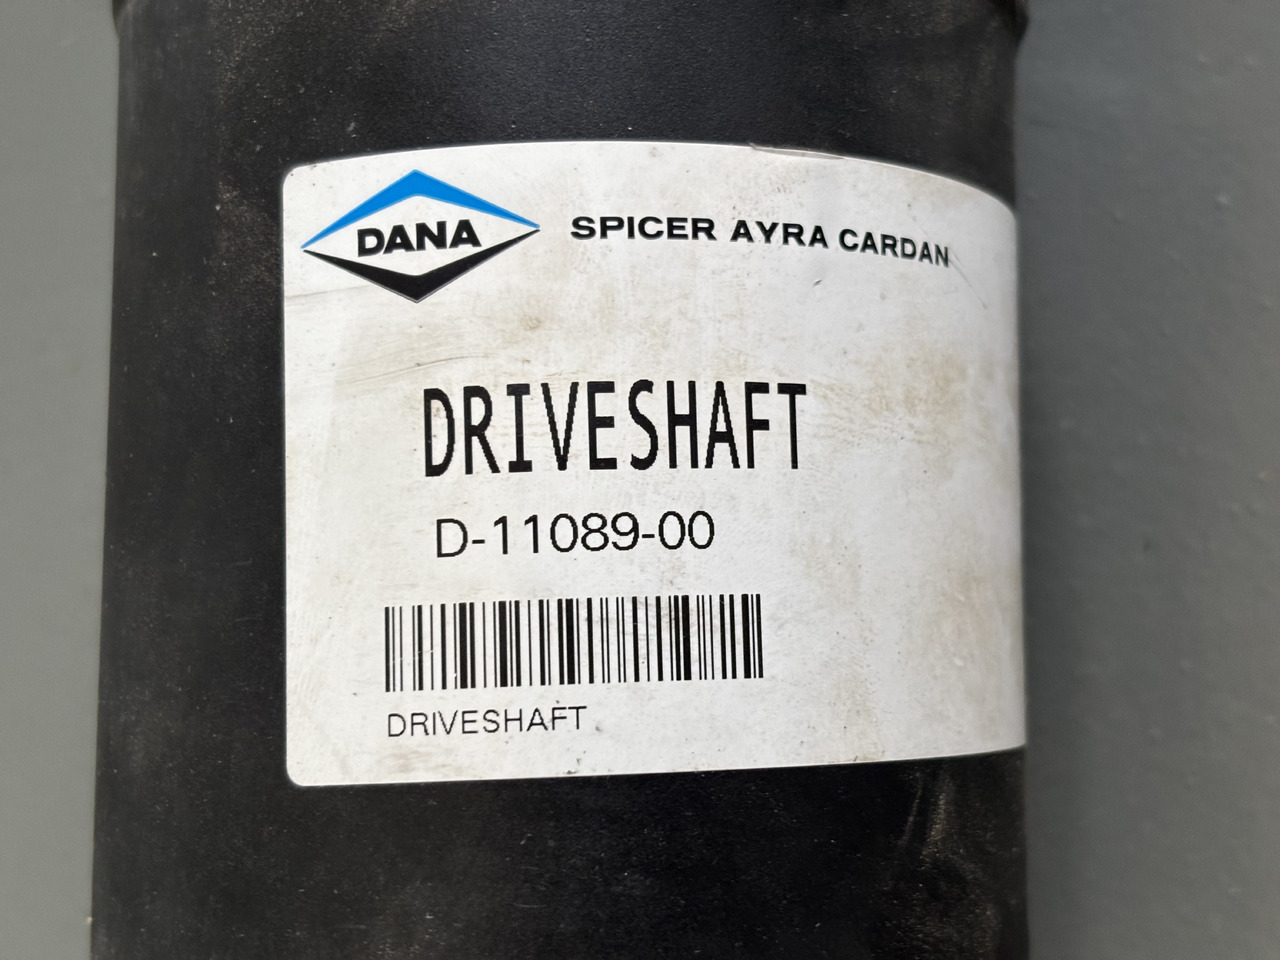 DANA
SPICER AYRA CARDAN
DRIVESHAFT
D-11089-00
DRIVESHAFT